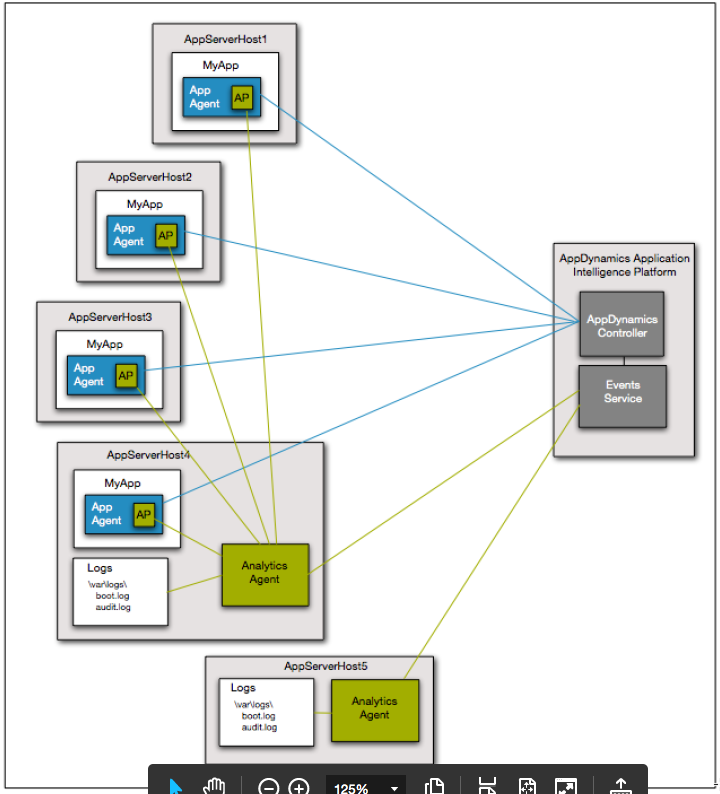 AppServerHost1
MyApp
App
Agent
AP
AppServerHost2
MyApp
App
Agent
AP
AppDynamics Application
Intelligence Platform
AppDynamics
Controller
Events
Service
AppServerHost3
MyApp
App
Agent
AP
AppServerHost4
MyApp
App
Agent
AP
Logs
\var\logs\
boot.log
audit.log
Analytics
Agent
AppServerHost5
Logs
\var\logs\
boot.log
audit.log
Analytics
Agent
125%